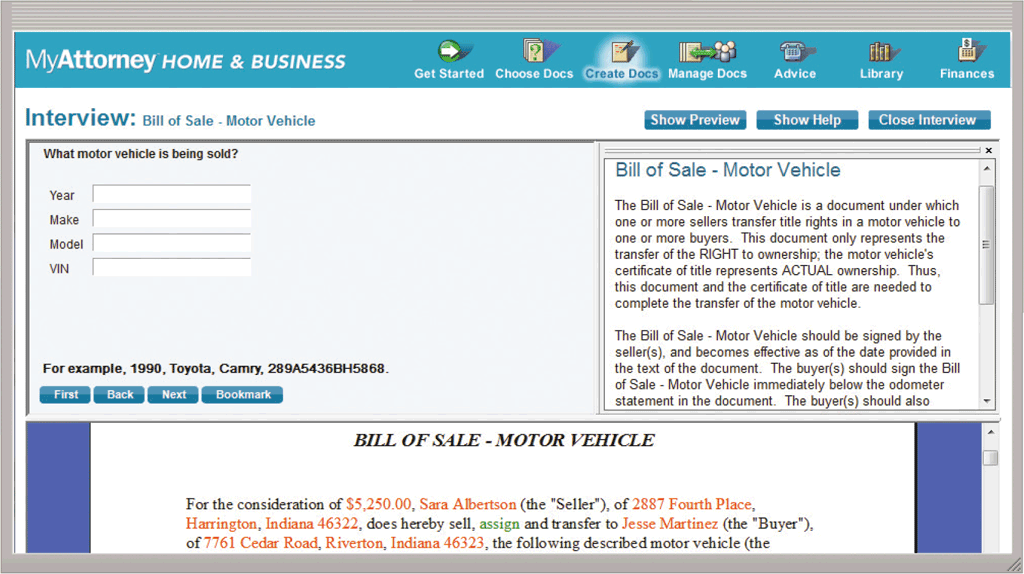 MyAttorney HOME & BUSINESS
Get Started Choose Docs Create Docs Manage Docs Advice Library Finances
Interview: Bill of Sale - Motor Vehicle
Show Preview Show Help Close Interview
What motor vehicle is being sold?
Year
Make
Model
VIN
For example, 1990, Toyota, Camry, 289A5436BH5868.
First Back Next Bookmark
Bill of Sale - Motor Vehicle
The Bill of Sale - Motor Vehicle is a document under which
one or more sellers transfer title rights in a motor vehicle to
one or more buyers. This document only represents the
transfer of the RIGHT to ownership; the motor vehicle's
certificate of title represents ACTUAL ownership. Thus,
this document and the certificate of title are needed to
complete the transfer of the motor vehicle.
The Bill of Sale - Motor Vehicle should be signed by the
seller(s), and becomes effective as of the date provided in
the text of the document. The buyer(s) should sign the Bill
of Sale - Motor Vehicle immediately below the odometer
statement in the document. The buyer(s) should also
BILL OF SALE - MOTOR VEHICLE
For the consideration of $5,250.00, Sara Albertson (the "Seller"), of 2887 Fourth Place,
Harrington, Indiana 46322, does hereby sell, assign and transfer to Jesse Martinez (the "Buyer"),
of 7761 Cedar Road, Riverton, Indiana 46323, the following described motor vehicle (the